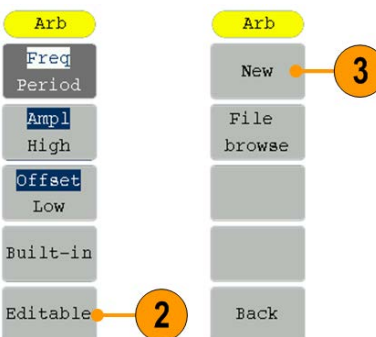 Arb
Freq
Period
Ampl
High
Offset
Low
Built-in
Editable
2
Arb
New
3
File
browse
Back